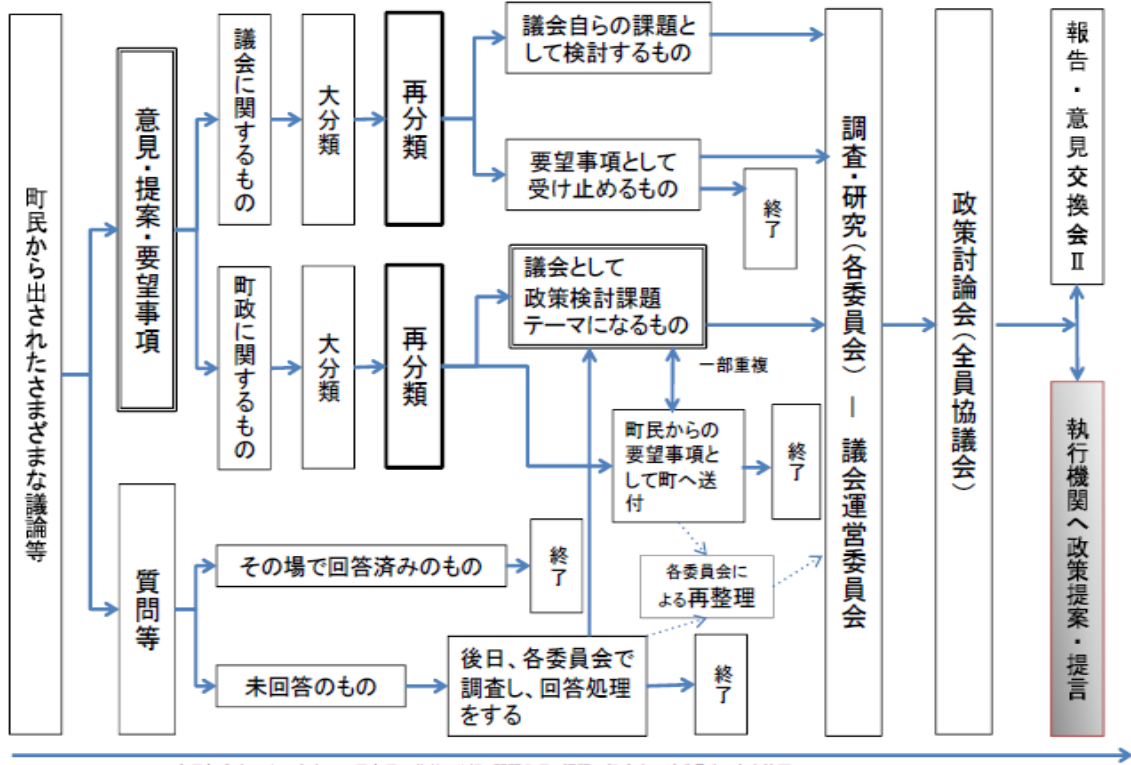 町民から出されたさまざまな議論等
意見・提案・要望事項
議会に関するもの
大分類
再分類
議会自らの課題と
して検討するもの
要望事項として
受け止めるもの
終了
町政に関するもの
大分類
再分類
議会として
政策検討課題
テーマになるもの
一部重複
町民からの
要望事項と
して町へ送
付
終了
各委員会に
よる再整理
質問等
その場で回答済みのもの
終了
未回答のもの
後日、各委員会で
調査し、回答処理
をする
終了
調査・研究(各委員会) ― 議会運営委員会
政策討論会(全員協議会)
報告・意見交換会Ⅱ
執行機関へ政策提案・提言